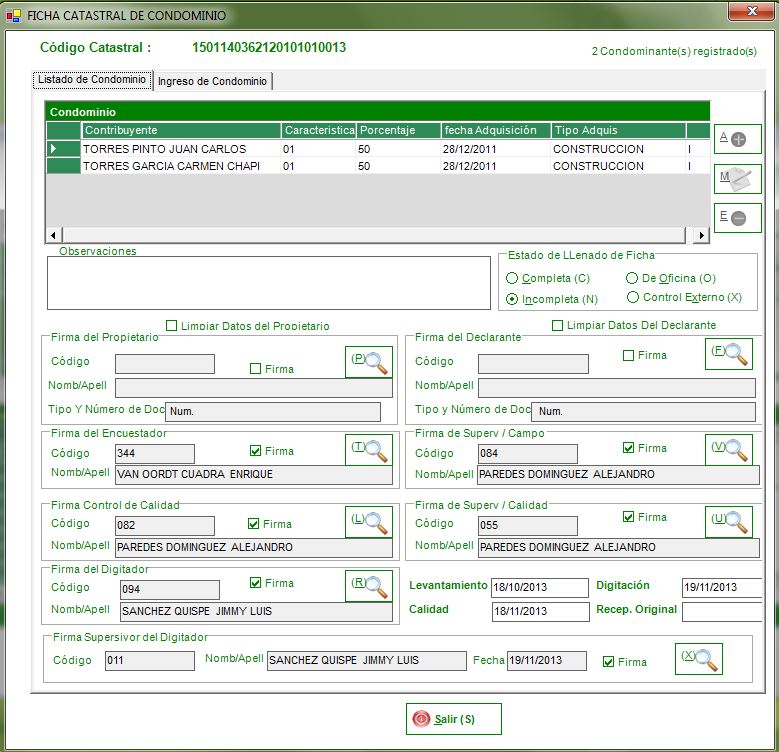 FICHA CATASTRAL DE CONDOMINIO
Código Catastral : 1501140362120101010013
2 Condominante(s) registrado(s)
Listado de Condominio Ingreso de Condominio
Condominio
Contribuyente Caracteristica Porcentaje fecha Adquisición Tipo Adquis
TORRES PINTO JUAN CARLOS 01 50 28/12/2011 CONSTRUCCION I
TORRES GARCIA CARMEN CHAPI 01 50 28/12/2011 CONSTRUCCION I
A
M
E
Observaciones
Estado de LLenado de Ficha
Completa (C) De Oficina (O)
Incompleta (N) Control Externo (X)
Limpiar Datos del Propietario
Limpiar Datos Del Declarante
Firma del Propietario
Código Firma (P)
Nomb/Apell
Tipo Y Número de Doc Num.
Firma del Declarante
Código Firma (F)
Nomb/Apell
Tipo y Número de Doc Num.
Firma del Encuestador
Código 344 Firma (T)
Nomb/Apell VAN OORDT CUADRA ENRIQUE
Firma de Superv / Campo
Código 084 Firma (V)
Nomb/Apell PAREDES DOMINGUEZ ALEJANDRO
Firma Control de Calidad
Código 082 Firma (L)
Nomb/Apell PAREDES DOMINGUEZ ALEJANDRO
Firma de Superv / Calidad
Código 055 Firma (U)
Nomb/Apell PAREDES DOMINGUEZ ALEJANDRO
Firma del Digitador
Código 094 Firma (R)
Nomb/Apell SANCHEZ QUISPE JIMMY LUIS
Levantamiento 18/10/2013 Digitación 19/11/2013
Calidad 18/11/2013 Recep. Original
Firma Supersivor del Digitador
Código 011 Nomb/Apell SANCHEZ QUISPE JIMMY LUIS Fecha 19/11/2013 Firma (X)
Salir (S)